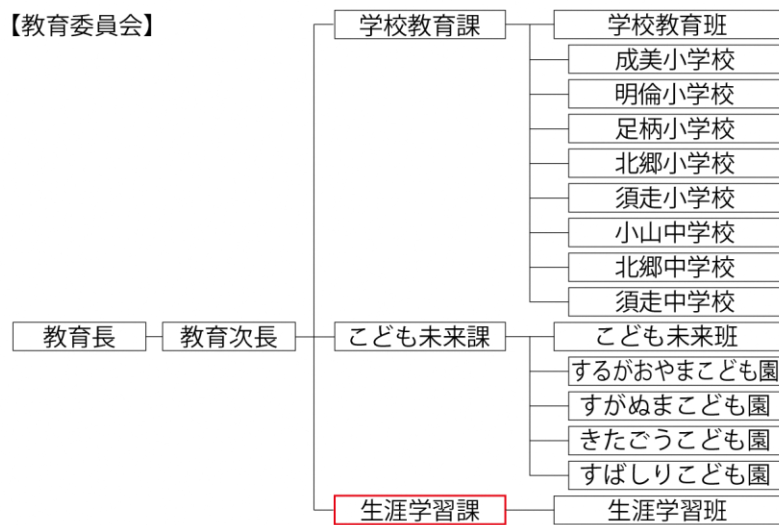 【教育委員会】
学校教育課
学校教育班
成美小学校
明倫小学校
足柄小学校
北郷小学校
須走小学校
小山中学校
北郷中学校
須走中学校
教育長
教育次長
こども未来課
こども未来班
するがおやまこども園
すがぬまこども園
きたごうこども園
すばしりこども園
生涯学習課
生涯学習班